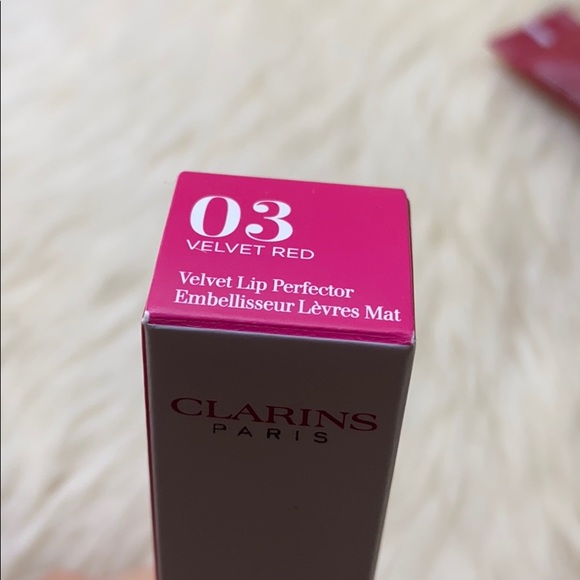 03
VELVET RED
Velvet Lip Perfector
Embellisseur Lèvres Mat
CLARINS
PARIS